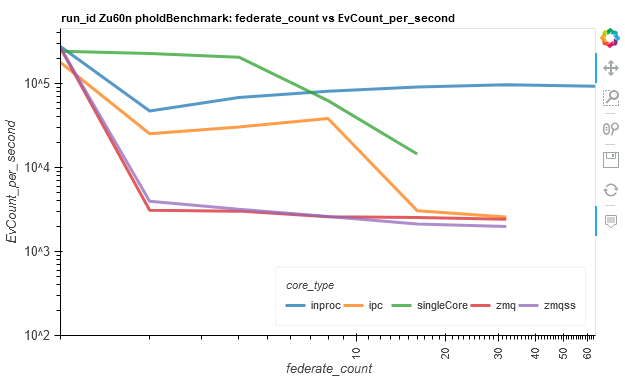 run_id Zu60n pholdBenchmark: federate_count vs EvCount_per_second
10^5
10^4
10^3
10^2
EvCount_per_second
core_type
inproc ipc singleCore zmq zmqss
10 20 30 40 50 60
federate_count